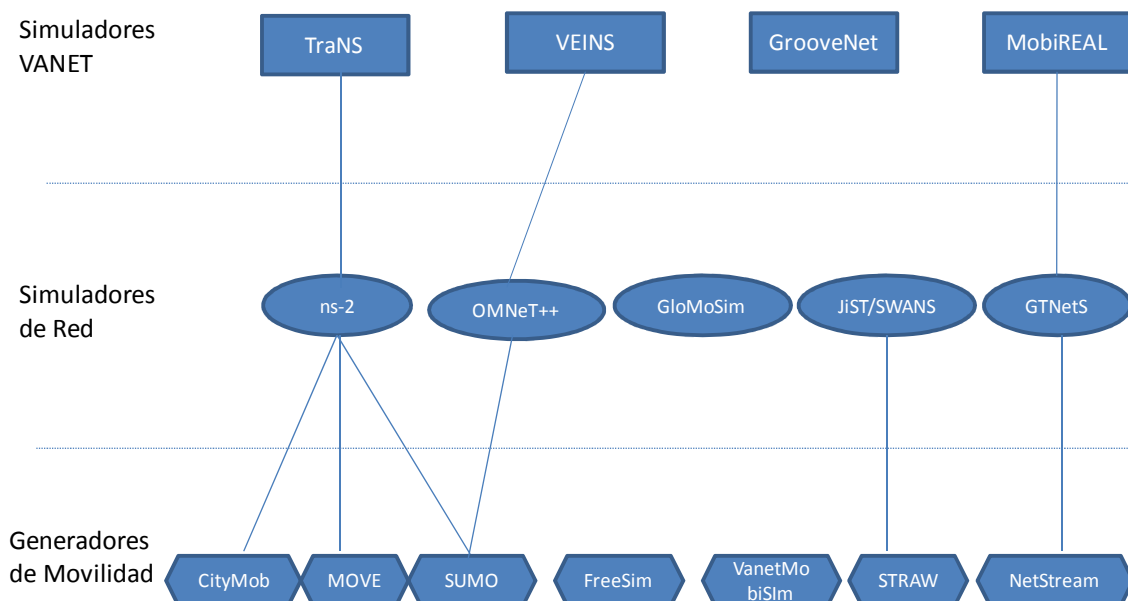 Simuladores
VANET
TraNS
VEINS
GrooveNet
MobiREAL
Simuladores
de Red
ns-2
OMNeT++
GloMoSim
JiST/SWANS
GTNetS
Generadores
de Movilidad
CityMob
MOVE
SUMO
FreeSim
VanetMo
biSIm
STRAW
NetStream